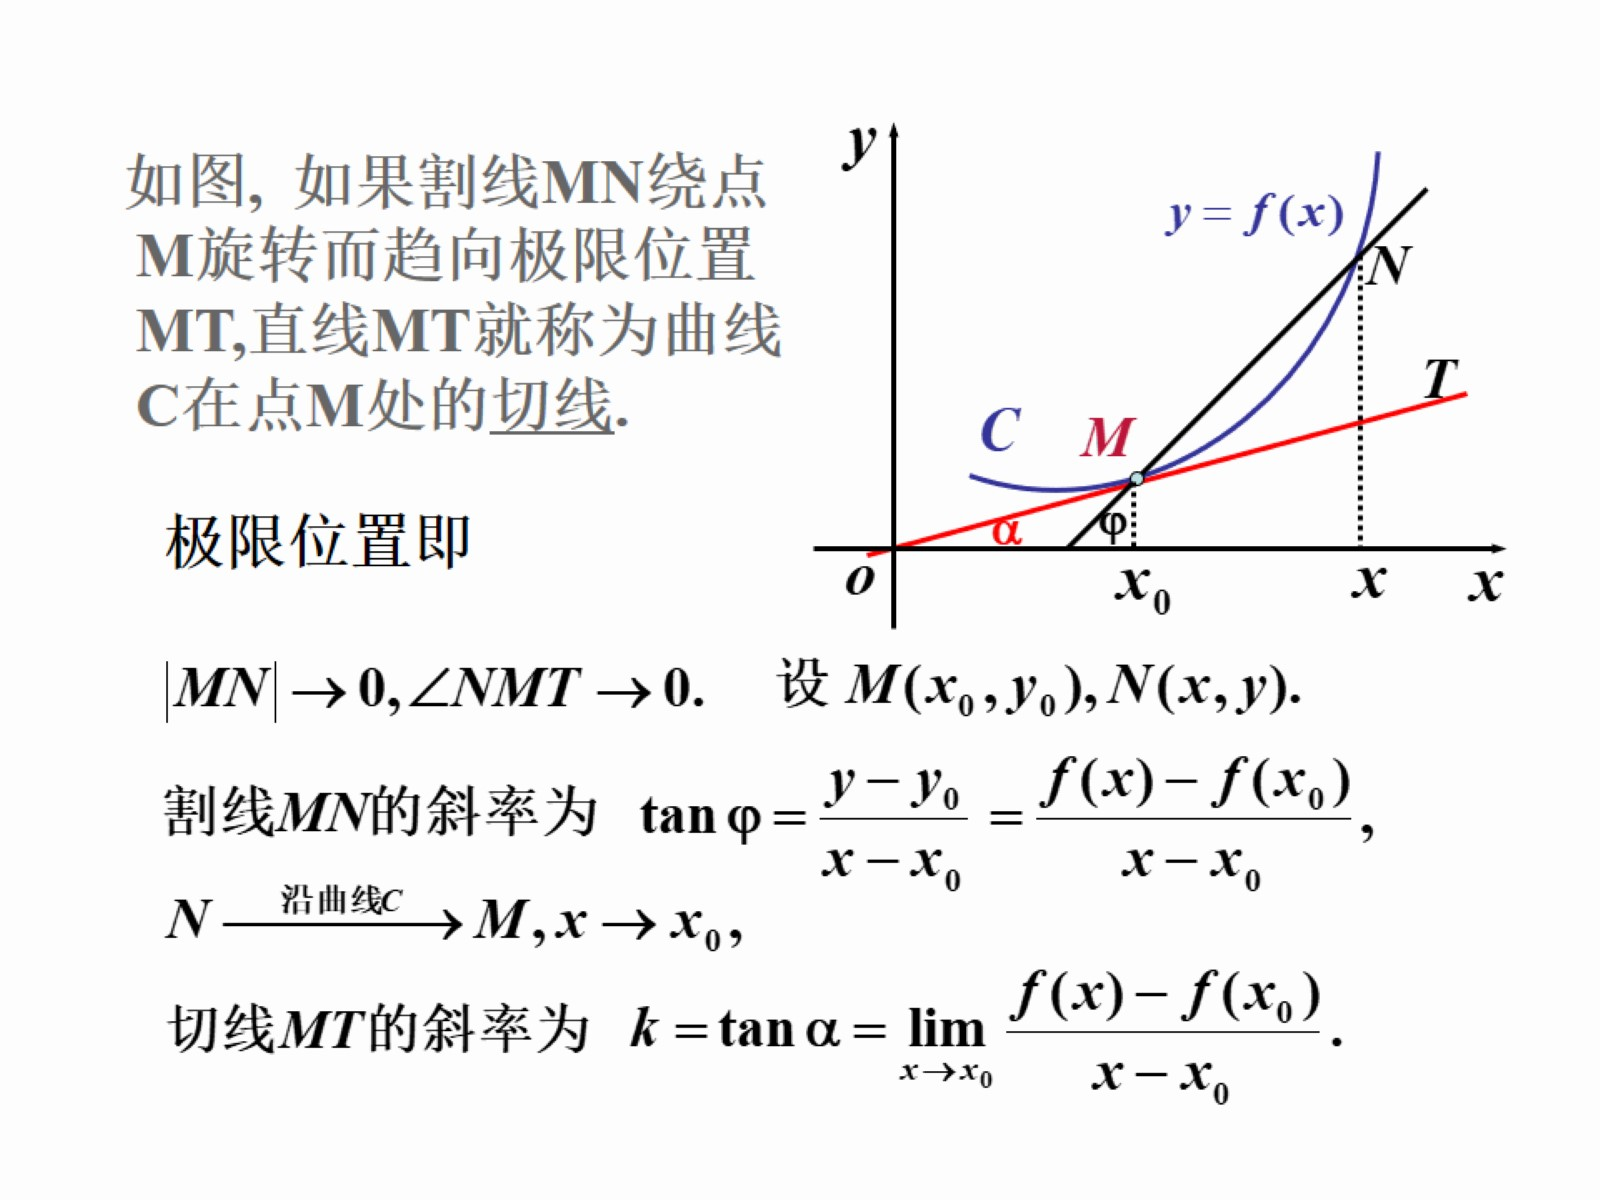 如图, 如果割线MN绕点
M旋转而趋向极限位置
MT,直线MT就称为曲线
C在点M处的切线.
y
y = f(x)
N
T
C
M
α
φ
o
x₀
x
x
极限位置即
|MN| → 0, ∠NMT → 0. 设 M(x₀, y₀), N(x, y).
割线MN的斜率为 tan φ = (y − y₀)/(x − x₀) = (f(x) − f(x₀))/(x − x₀),
沿曲线C
N ⟶ M, x → x₀,
切线MT的斜率为 k = tan α = lim_{x→x₀} (f(x) − f(x₀))/(x − x₀).